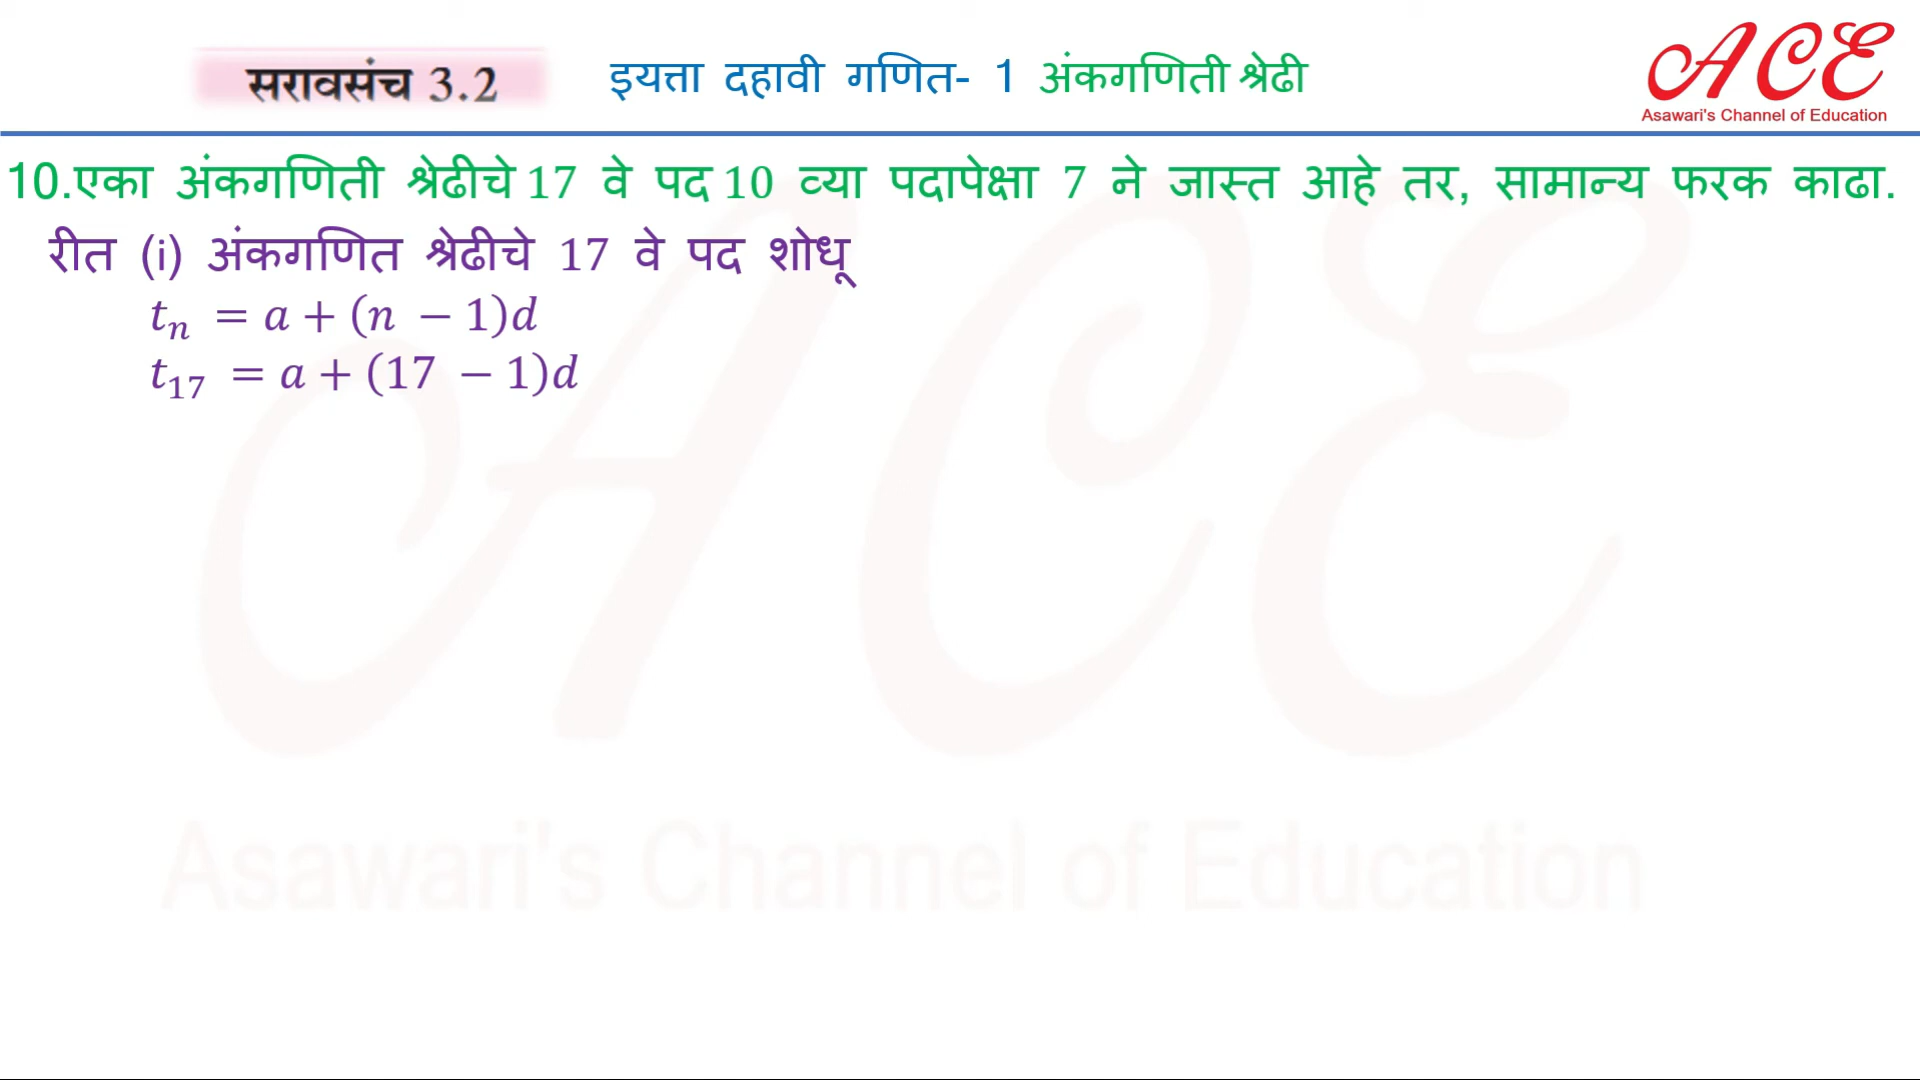 सरावसंच 3.2
इयत्ता दहावी गणित- 1 अंकगणिती श्रेढी
ACE
Asawari's Channel of Education
10.एका अंकगणिती श्रेढीचे 17 वे पद 10 व्या पदापेक्षा 7 ने जास्त आहे तर, सामान्य फरक काढा.
रीत (i) अंकगणित श्रेढीचे 17 वे पद शोधू
tₙ = a + (n − 1)d
t₁₇ = a + (17 − 1)d
ACE
Asawari's Channel of Education